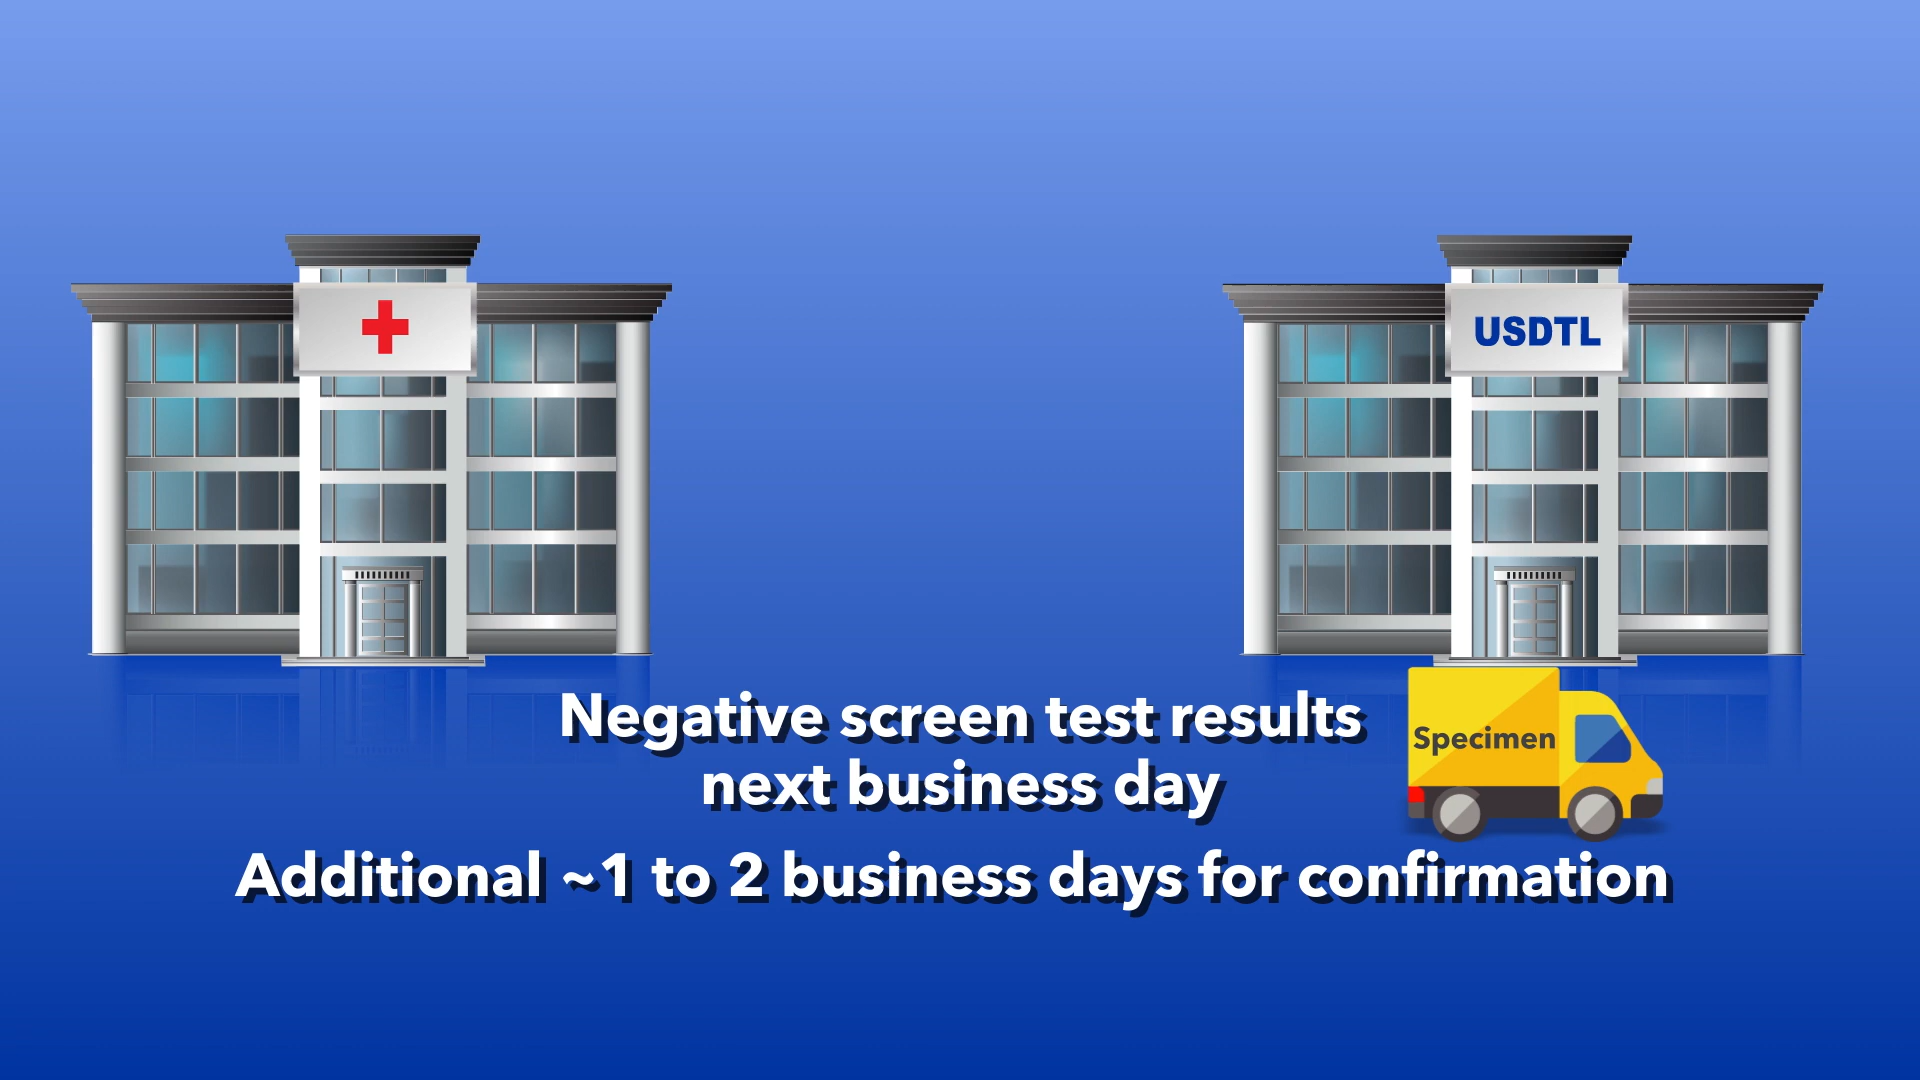 USDTL
Negative screen test results
next business day
Specimen
Additional ~1 to 2 business days for confirmation